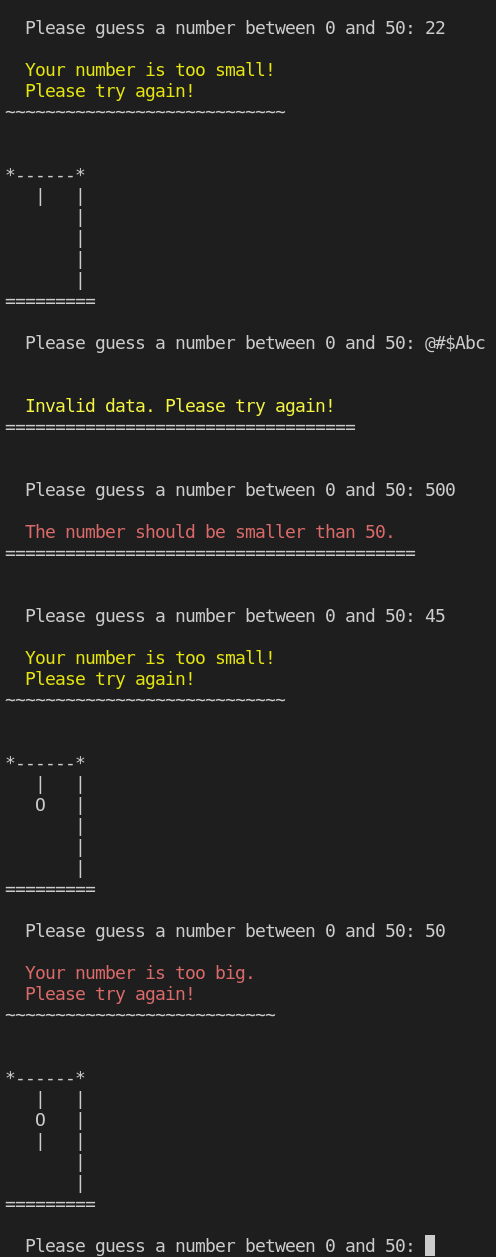 Please guess a number between 0 and 50: 22
Your number is too small!
Please try again!
~~~~~~~~~~~~~~~~~~~~~~~~~~~~
*------*
   |   |
       |
       |
       |
       |
=========
Please guess a number between 0 and 50: @#$Abc
Invalid data. Please try again!
===================================
Please guess a number between 0 and 50: 500
The number should be smaller than 50.
=========================================
Please guess a number between 0 and 50: 45
Your number is too small!
Please try again!
~~~~~~~~~~~~~~~~~~~~~~~~~~~~
*------*
   |   |
   O   |
       |
       |
       |
=========
Please guess a number between 0 and 50: 50
Your number is too big.
Please try again!
~~~~~~~~~~~~~~~~~~~~~~~~~~~
*------*
   |   |
   O   |
   |   |
       |
       |
=========
Please guess a number between 0 and 50: